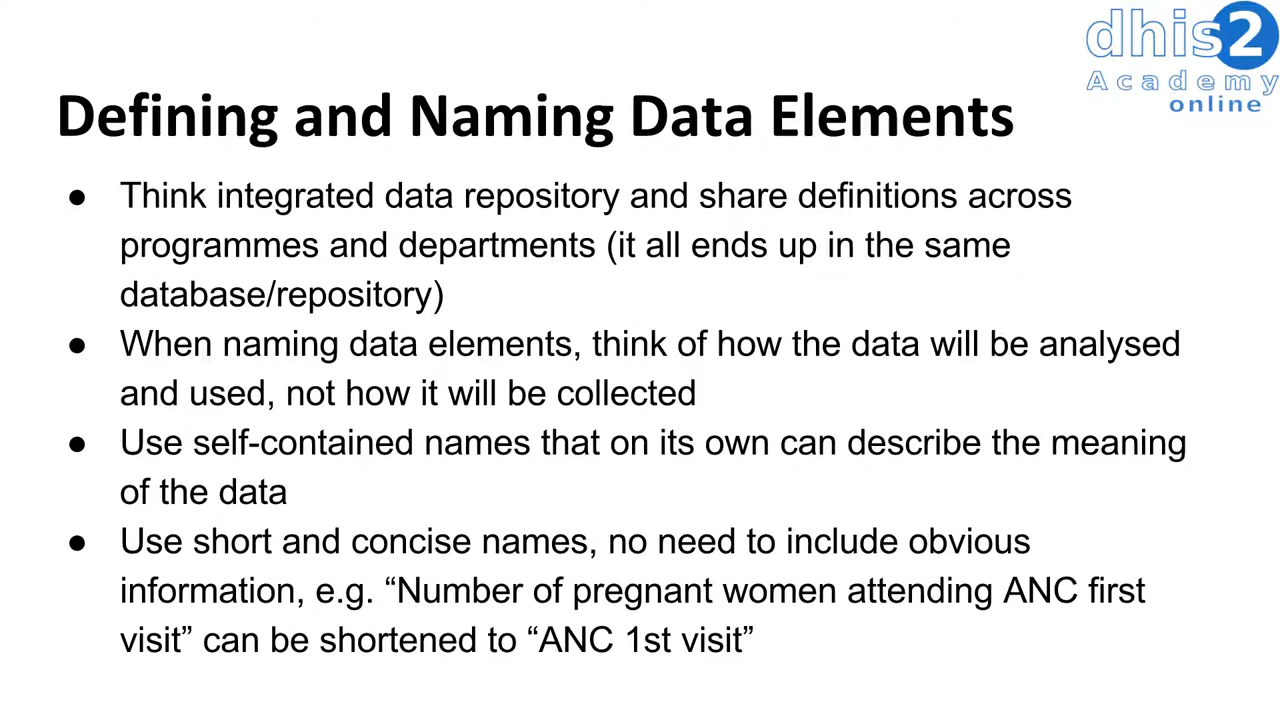 dhis2
Academy
online
Defining and Naming Data Elements
● Think integrated data repository and share definitions across
programmes and departments (it all ends up in the same
database/repository)
● When naming data elements, think of how the data will be analysed
and used, not how it will be collected
● Use self-contained names that on its own can describe the meaning
of the data
● Use short and concise names, no need to include obvious
information, e.g. “Number of pregnant women attending ANC first
visit” can be shortened to “ANC 1st visit”